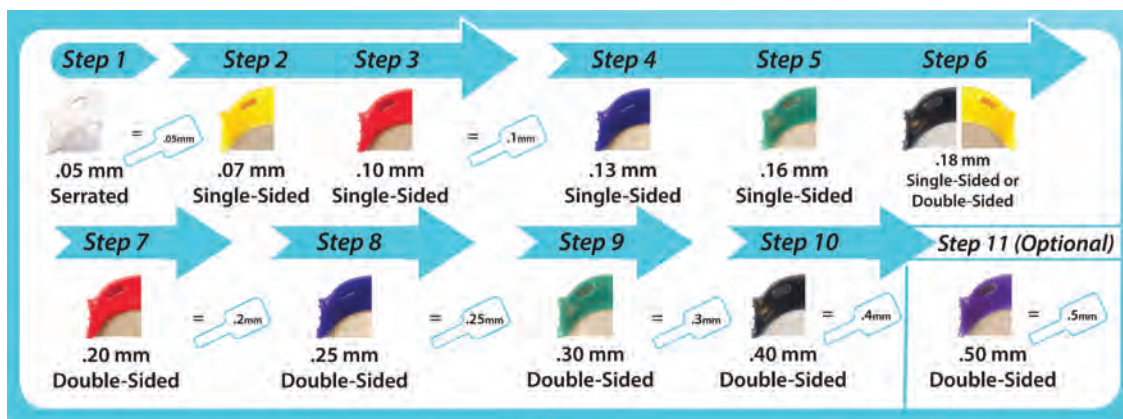 Step 1 Step 2 Step 3 Step 4 Step 5 Step 6
= .05mm = .1mm
.05 mm .07 mm .10 mm .13 mm .16 mm .18 mm
Serrated Single-Sided Single-Sided Single-Sided Single-Sided Single-Sided or
Double-Sided
Step 7 Step 8 Step 9 Step 10 Step 11 (Optional)
= .2mm = .25mm = .3mm = .4mm = .5mm
.20 mm .25 mm .30 mm .40 mm .50 mm
Double-Sided Double-Sided Double-Sided Double-Sided Double-Sided